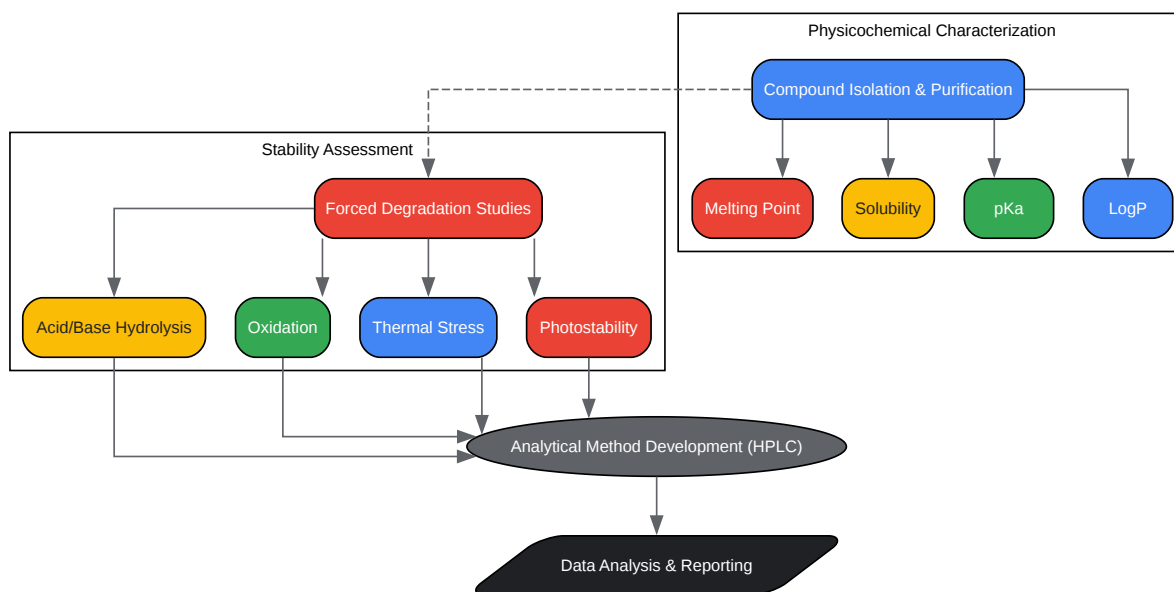 Physicochemical Characterization
Compound Isolation & Purification
Stability Assessment
Forced Degradation Studies
Melting Point
Solubility
pKa
LogP
Acid/Base Hydrolysis
Oxidation
Thermal Stress
Photostability
Analytical Method Development (HPLC)
Data Analysis & Reporting